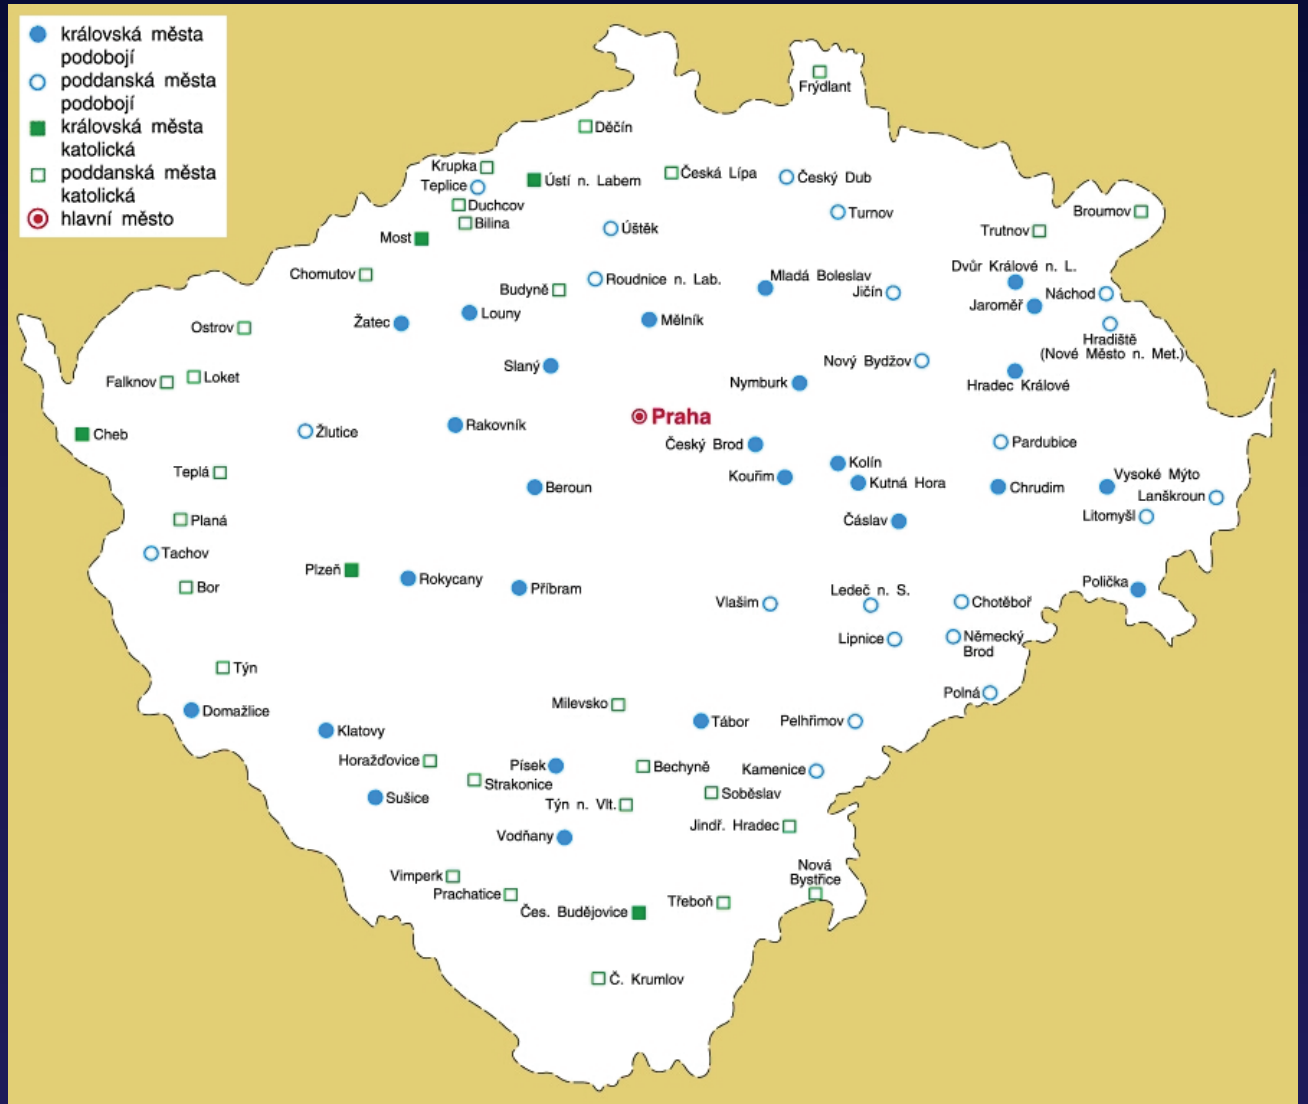 královská města
podobojí
poddanská města
podobojí
královská města
katolická
poddanská města
katolická
hlavní město
Frýdlant
Děčín
Krupka
Teplice
Ústí n. Labem
Česká Lípa
Český Dub
Duchcov
Bilina
Úštěk
Turnov
Broumov
Trutnov
Most
Chomutov
Budyně
Roudnice n. Lab.
Mladá Boleslav
Jičín
Dvůr Králové n. L.
Jaroměř
Náchod
Hradiště
(Nové Město n. Met.)
Ostrov
Žatec
Louny
Mělník
Falknov
Loket
Slaný
Nymburk
Nový Bydžov
Hradec Králové
Cheb
Žlutice
Rakovník
Praha
Český Brod
Pardubice
Teplá
Beroun
Kouřim
Kolín
Kutná Hora
Chrudim
Vysoké Mýto
Lanškroun
Litomyšl
Planá
Čáslav
Tachov
Bor
Plzeň
Rokycany
Příbram
Vlašim
Ledeč n. S.
Chotěboř
Polička
Lipnice
Německý
Brod
Týn
Polná
Domažlice
Klatovy
Milevsko
Tábor
Pelhřimov
Horažďovice
Strakonice
Písek
Bechyně
Kamenice
Sušice
Týn n. Vlt.
Soběslav
Vodňany
Jindř. Hradec
Vimperk
Prachatice
Čes. Budějovice
Třeboň
Nová
Bystřice
Č. Krumlov